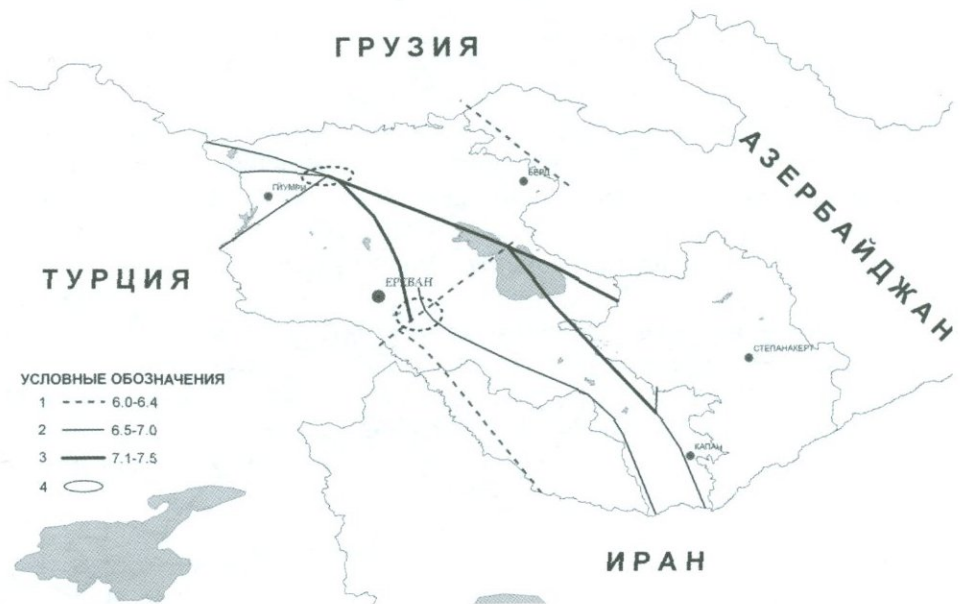 ГРУЗИЯ
АЗЕРБАЙДЖАН
БЕРД
ГЮМРИ
ТУРЦИЯ
ЕРЕВАН
СТЕПАНАКЕРТ
УСЛОВНЫЕ ОБОЗНАЧЕНИЯ
1 6.0-6.4
2 6.5-7.0
3 7.1-7.5
4
КАПАН
ИРАН